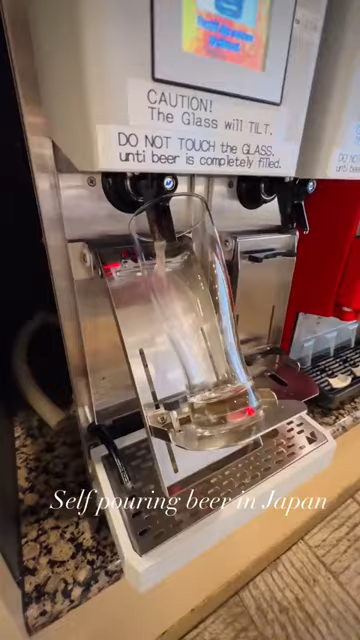 CAUTION!
The Glass will TILT.
DO NOT TOUCH the GLASS.
unti beer is completely filled.
Self pouring beer in Japan